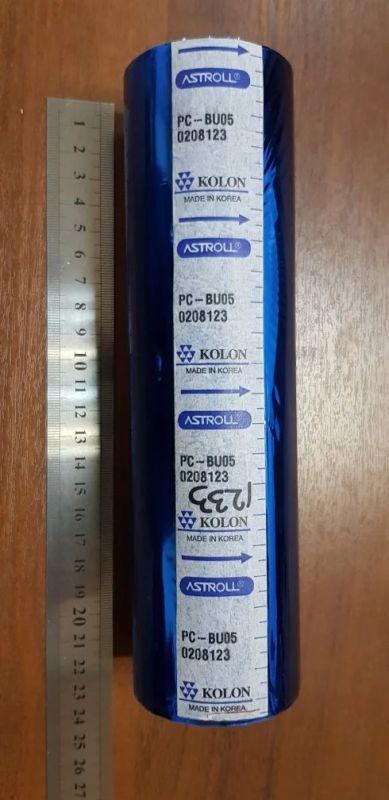 ASTROLL®
PC-BU05
0208123
KOLON
MADE IN KOREA
ASTROLL®
PC-BU05
0208123
KOLON
MADE IN KOREA
ASTROLL®
PC-BU05
0208123
1233
KOLON
MADE IN KOREA
ASTROLL®
PC-BU05
0208123
KOLON
MADE IN KOREA
1
2
3
4
5
6
7
8
9
10
11
12
13
14
15
16
17
18
19
20
21
22
23
24
25
26
27